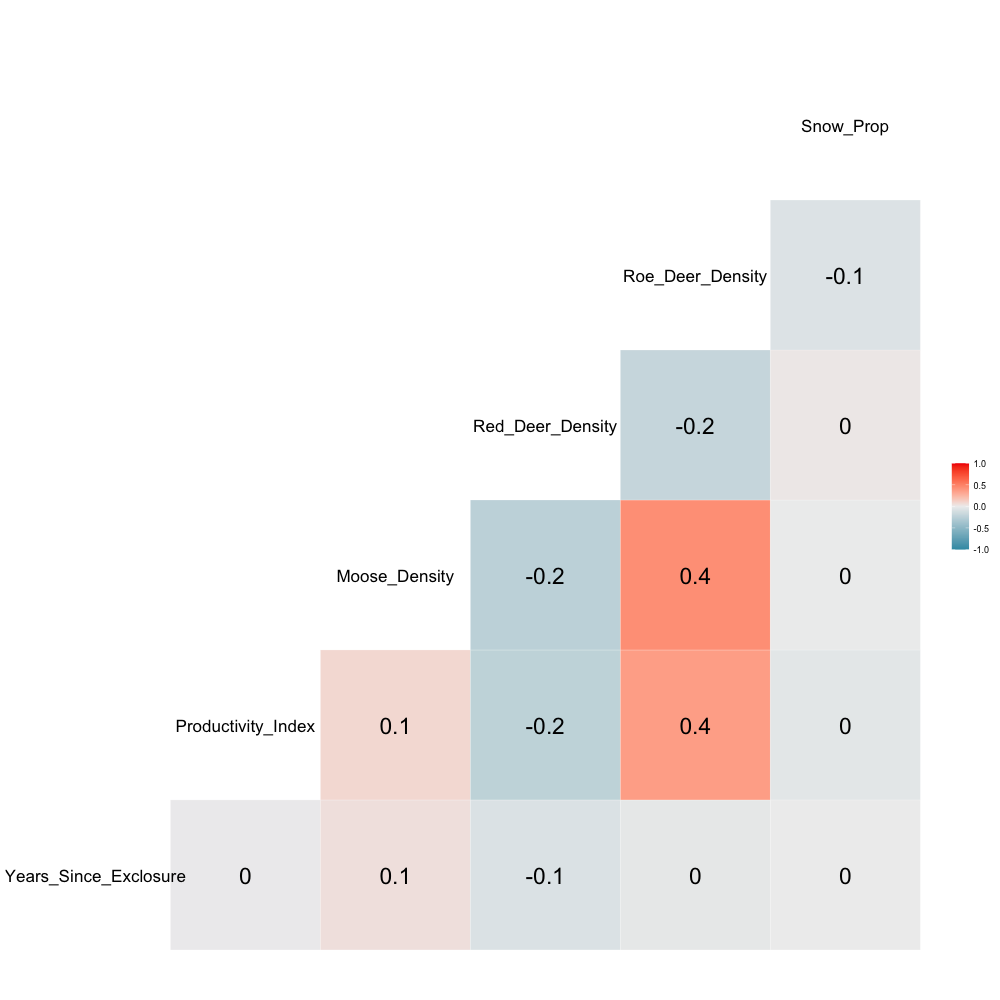 Snow_Prop
Roe_Deer_Density -0.1
Red_Deer_Density -0.2 0
Moose_Density -0.2 0.4 0
Productivity_Index 0.1 -0.2 0.4 0
Years_Since_Exclosure 0 0.1 -0.1 0 0
1.0
0.5
0.0
-0.5
-1.0